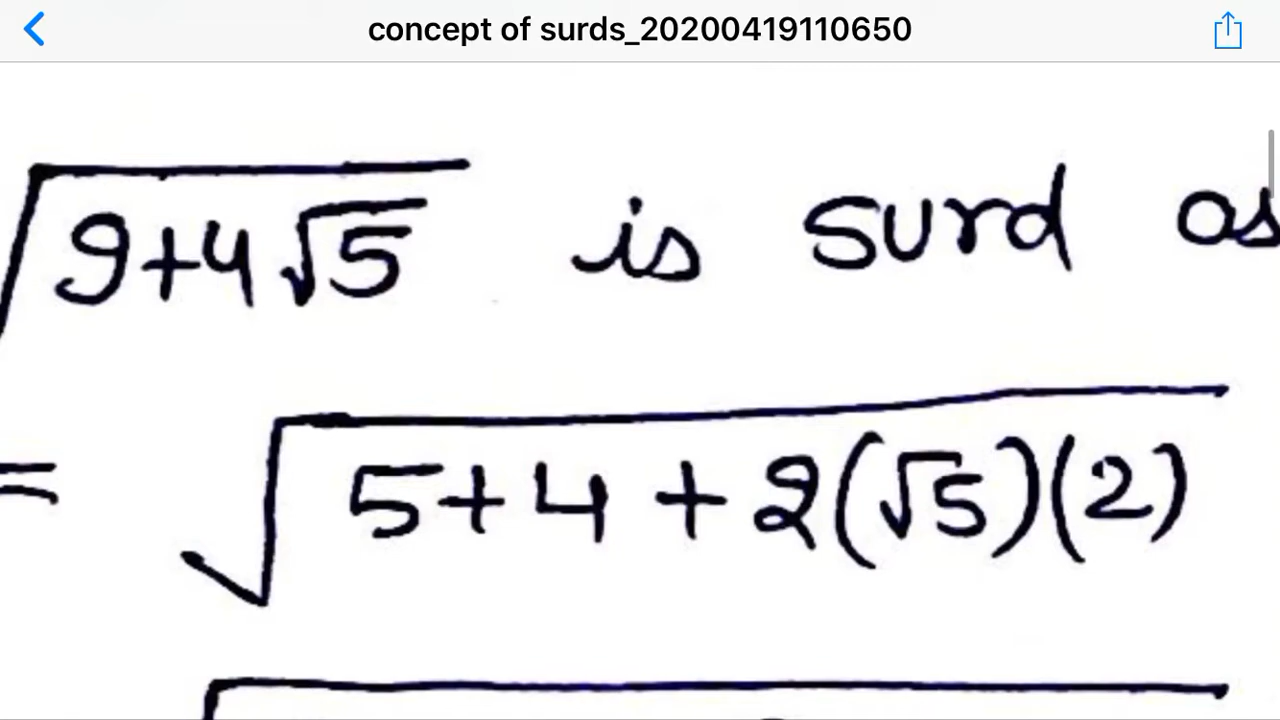 concept of surds_20200419110650
√9+4√5 is surd as
= √5+4+2(√5)(2)